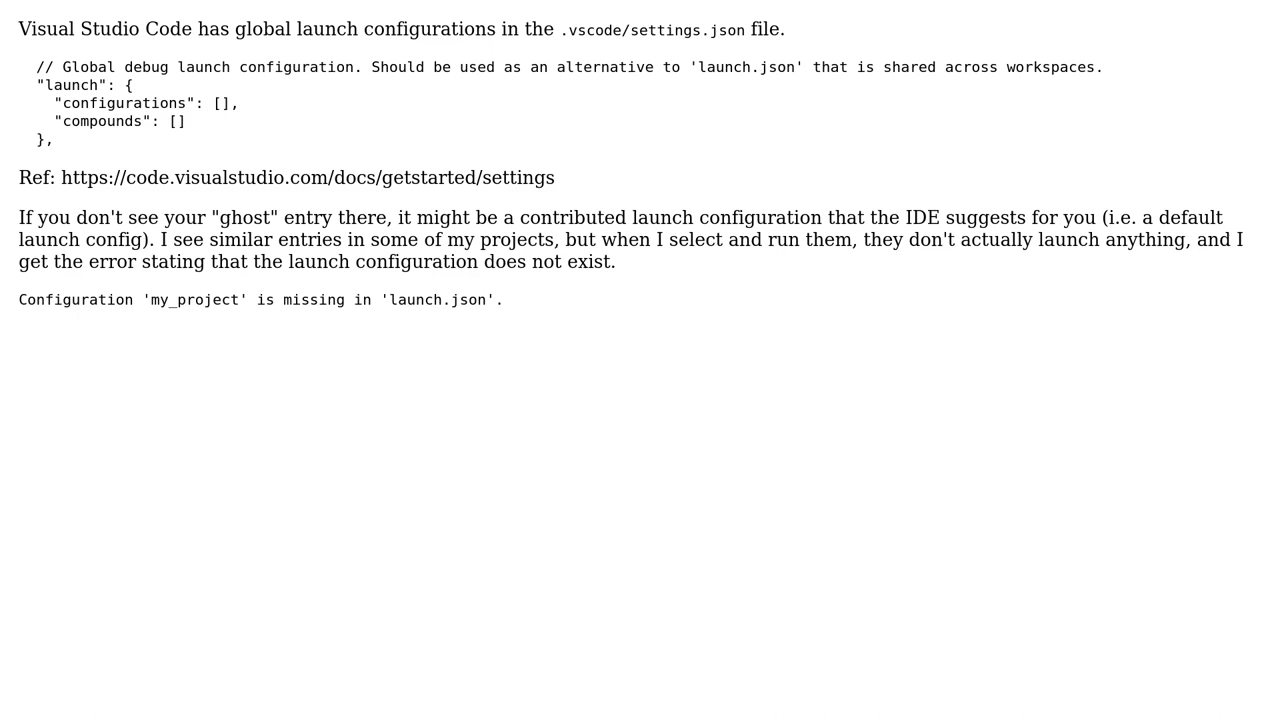 Visual Studio Code has global launch configurations in the .vscode/settings.json file.
// Global debug launch configuration. Should be used as an alternative to 'launch.json' that is shared across workspaces.
"launch": {
"configurations": [],
"compounds": []
},
Ref: https://code.visualstudio.com/docs/getstarted/settings
If you don't see your "ghost" entry there, it might be a contributed launch configuration that the IDE suggests for you (i.e. a default
launch config). I see similar entries in some of my projects, but when I select and run them, they don't actually launch anything, and I
get the error stating that the launch configuration does not exist.
Configuration 'my_project' is missing in 'launch.json'.